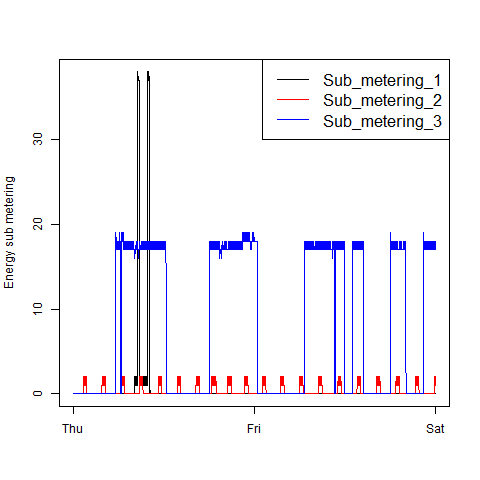 Sub_metering_1
Sub_metering_2
Sub_metering_3
Energy sub metering
30
20
10
0
Thu
Fri
Sat